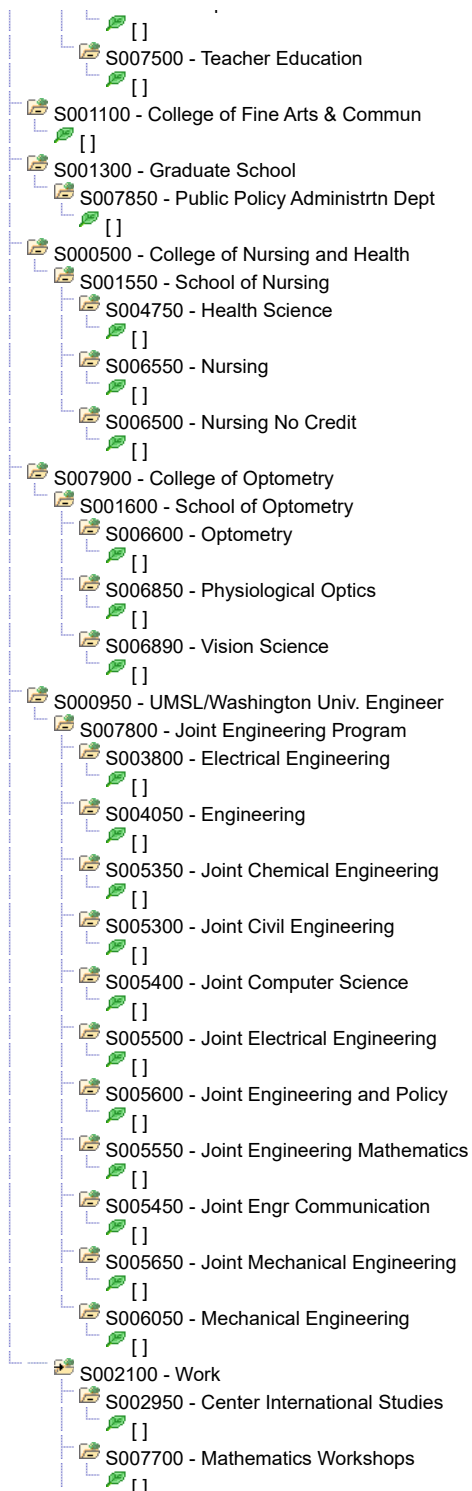 [ ]
S007500 - Teacher Education
[ ]
S001100 - College of Fine Arts & Commun
[ ]
S001300 - Graduate School
S007850 - Public Policy Administrtn Dept
[ ]
S000500 - College of Nursing and Health
S001550 - School of Nursing
S004750 - Health Science
[ ]
S006550 - Nursing
[ ]
S006500 - Nursing No Credit
[ ]
S007900 - College of Optometry
S001600 - School of Optometry
S006600 - Optometry
[ ]
S006850 - Physiological Optics
[ ]
S006890 - Vision Science
[ ]
S000950 - UMSL/Washington Univ. Engineer
S007800 - Joint Engineering Program
S003800 - Electrical Engineering
[ ]
S004050 - Engineering
[ ]
S005350 - Joint Chemical Engineering
[ ]
S005300 - Joint Civil Engineering
[ ]
S005400 - Joint Computer Science
[ ]
S005500 - Joint Electrical Engineering
[ ]
S005600 - Joint Engineering and Policy
[ ]
S005550 - Joint Engineering Mathematics
[ ]
S005450 - Joint Engr Communication
[ ]
S005650 - Joint Mechanical Engineering
[ ]
S006050 - Mechanical Engineering
[ ]
S002100 - Work
S002950 - Center International Studies
[ ]
S007700 - Mathematics Workshops
[ ]